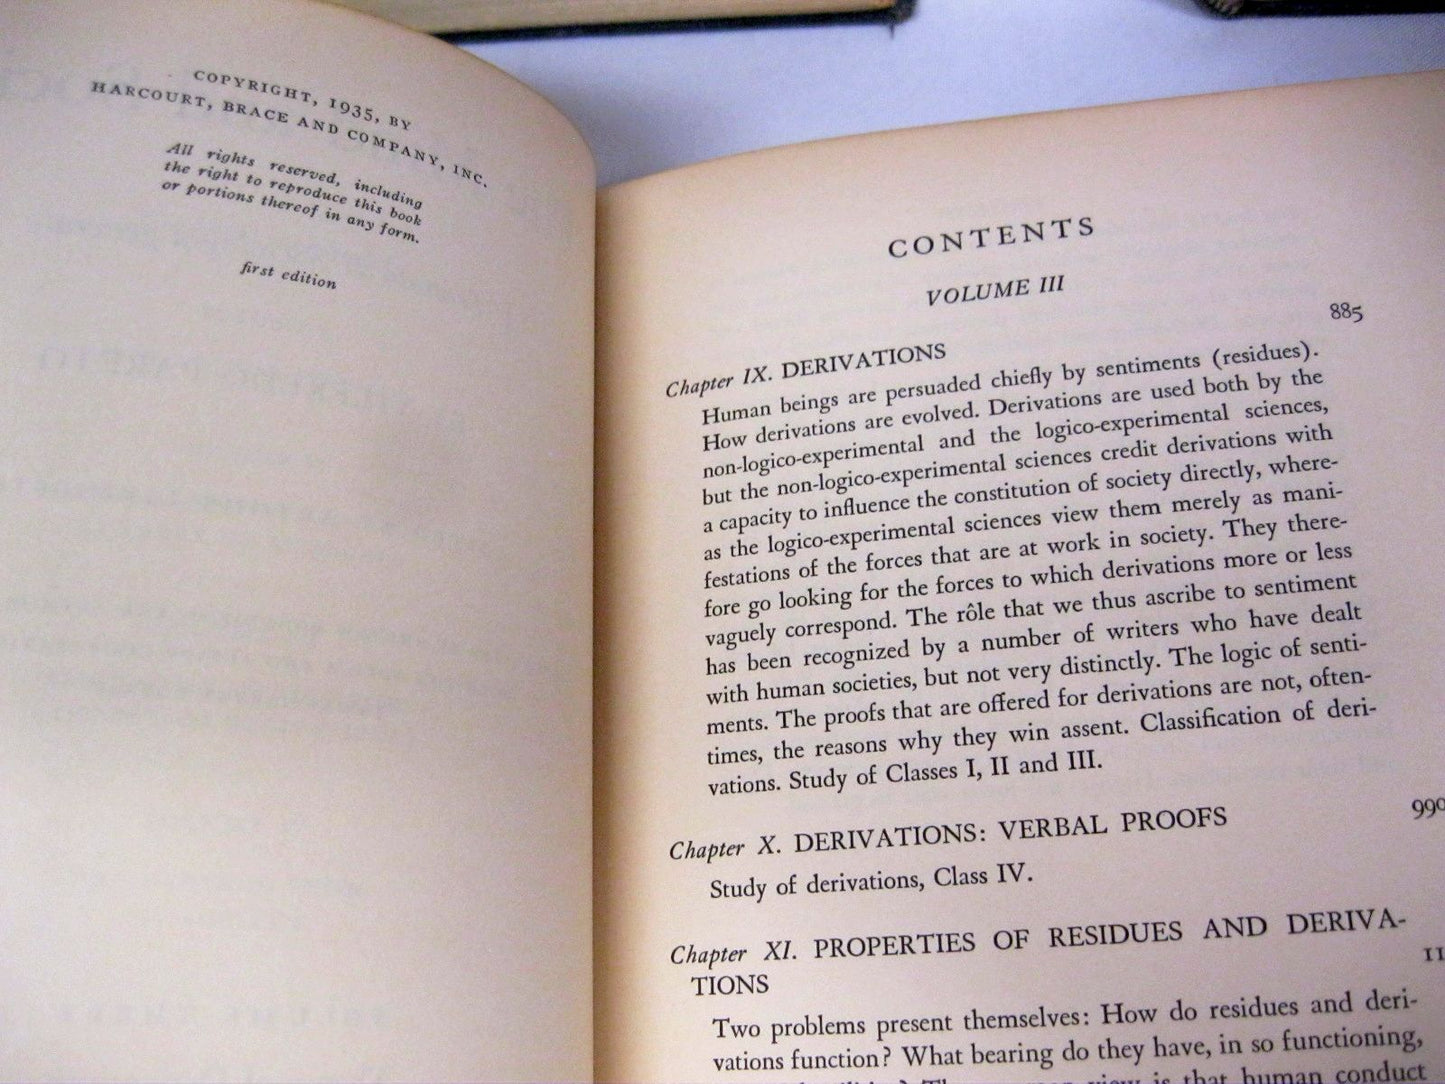 COPYRIGHT, 1935, BY
HARCOURT, BRACE AND COMPANY, INC.
All rights reserved, including
the right to reproduce this book
or portions thereof in any form.
first edition
CONTENTS
VOLUME III
Chapter IX. DERIVATIONS 885
Human beings are persuaded chiefly by sentiments (residues).
How derivations are evolved. Derivations are used both by the
non-logico-experimental and the logico-experimental sciences,
but the non-logico-experimental sciences credit derivations with
a capacity to influence the constitution of society directly, where-
as the logico-experimental sciences view them merely as mani-
festations of the forces that are at work in society. They there-
fore go looking for the forces to which derivations more or less
vaguely correspond. The rôle that we thus ascribe to sentiment
has been recognized by a number of writers who have dealt
with human societies, but not very distinctly. The logic of senti-
ments. The proofs that are offered for derivations are not, often-
times, the reasons why they win assent. Classification of deri-
vations. Study of Classes I, II and III.
Chapter X. DERIVATIONS: VERBAL PROOFS 990
Study of derivations, Class IV.
Chapter XI. PROPERTIES OF RESIDUES AND DERIVA-
TIONS
Two problems present themselves: How do residues and deri-
vations function? What bearing do they have, in so functioning,
view is that human conduct